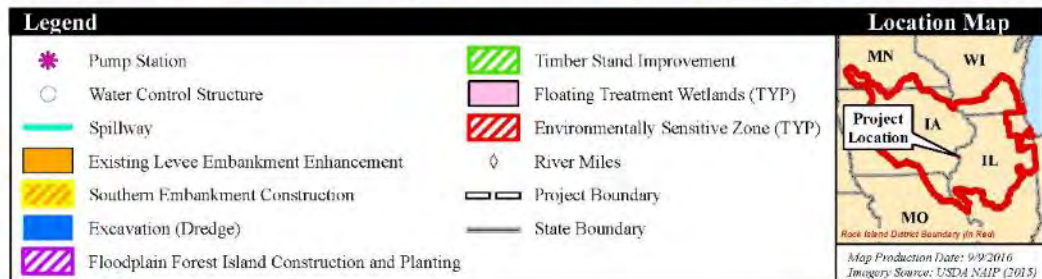 Legend
Pump Station
Water Control Structure
Spillway
Existing Levee Embankment Enhancement
Southern Embankment Construction
Excavation (Dredge)
Floodplain Forest Island Construction and Planting
Timber Stand Improvement
Floating Treatment Wetlands (TYP)
Environmentally Sensitive Zone (TYP)
River Miles
Project Boundary
State Boundary
Location Map
MN
WI
IA
Project
Location
IL
MO
Rock Island District Boundary (In Red)
Map Production Date: 9/9/2016
Imagery Source: USDA NAIP (2015)